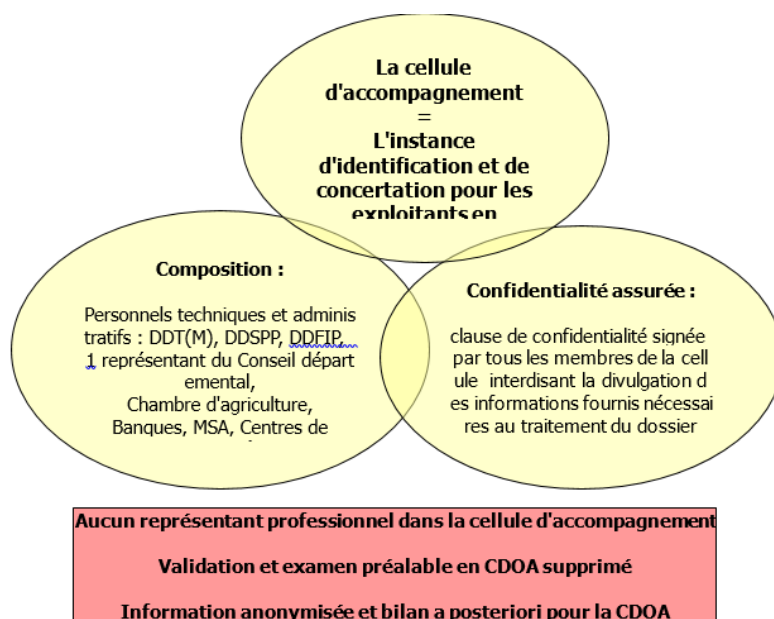 La cellule
d'accompagnement
=
L'instance
d'identification et de
concertation pour les
exploitants en
Composition :
Personnels techniques et adminis
tratifs : DDT(M), DDSPP, DDFIP,
1 représentant du Conseil départ
emental,
Chambre d'agriculture,
Banques, MSA, Centres de
Confidentialité assurée :
clause de confidentialité signée
par tous les membres de la cell
ule interdisant la divulgation d
es informations fournis nécessai
res au traitement du dossier
Aucun représentant professionnel dans la cellule d'accompagnement
Validation et examen préalable en CDOA supprimé
Information anonymisée et bilan a posteriori pour la CDOA